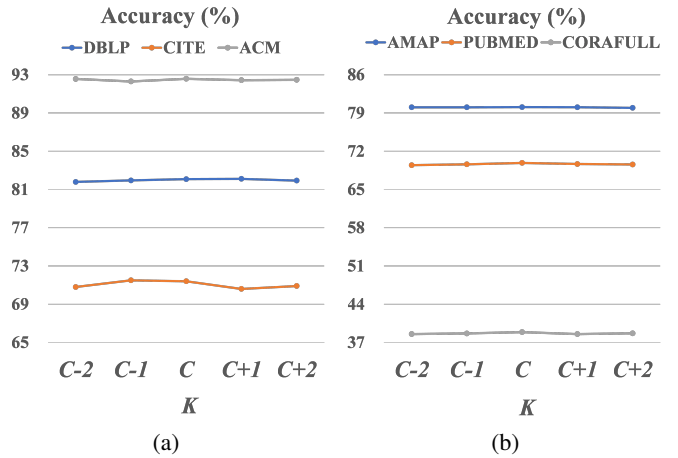 Accuracy (%)
DBLP CITE ACM
93
89
85
81
77
73
69
65
C-2 C-1 C C+1 C+2
K
(a)
Accuracy (%)
AMAP PUBMED CORAFULL
86
79
72
65
58
51
44
37
C-2 C-1 C C+1 C+2
K
(b)